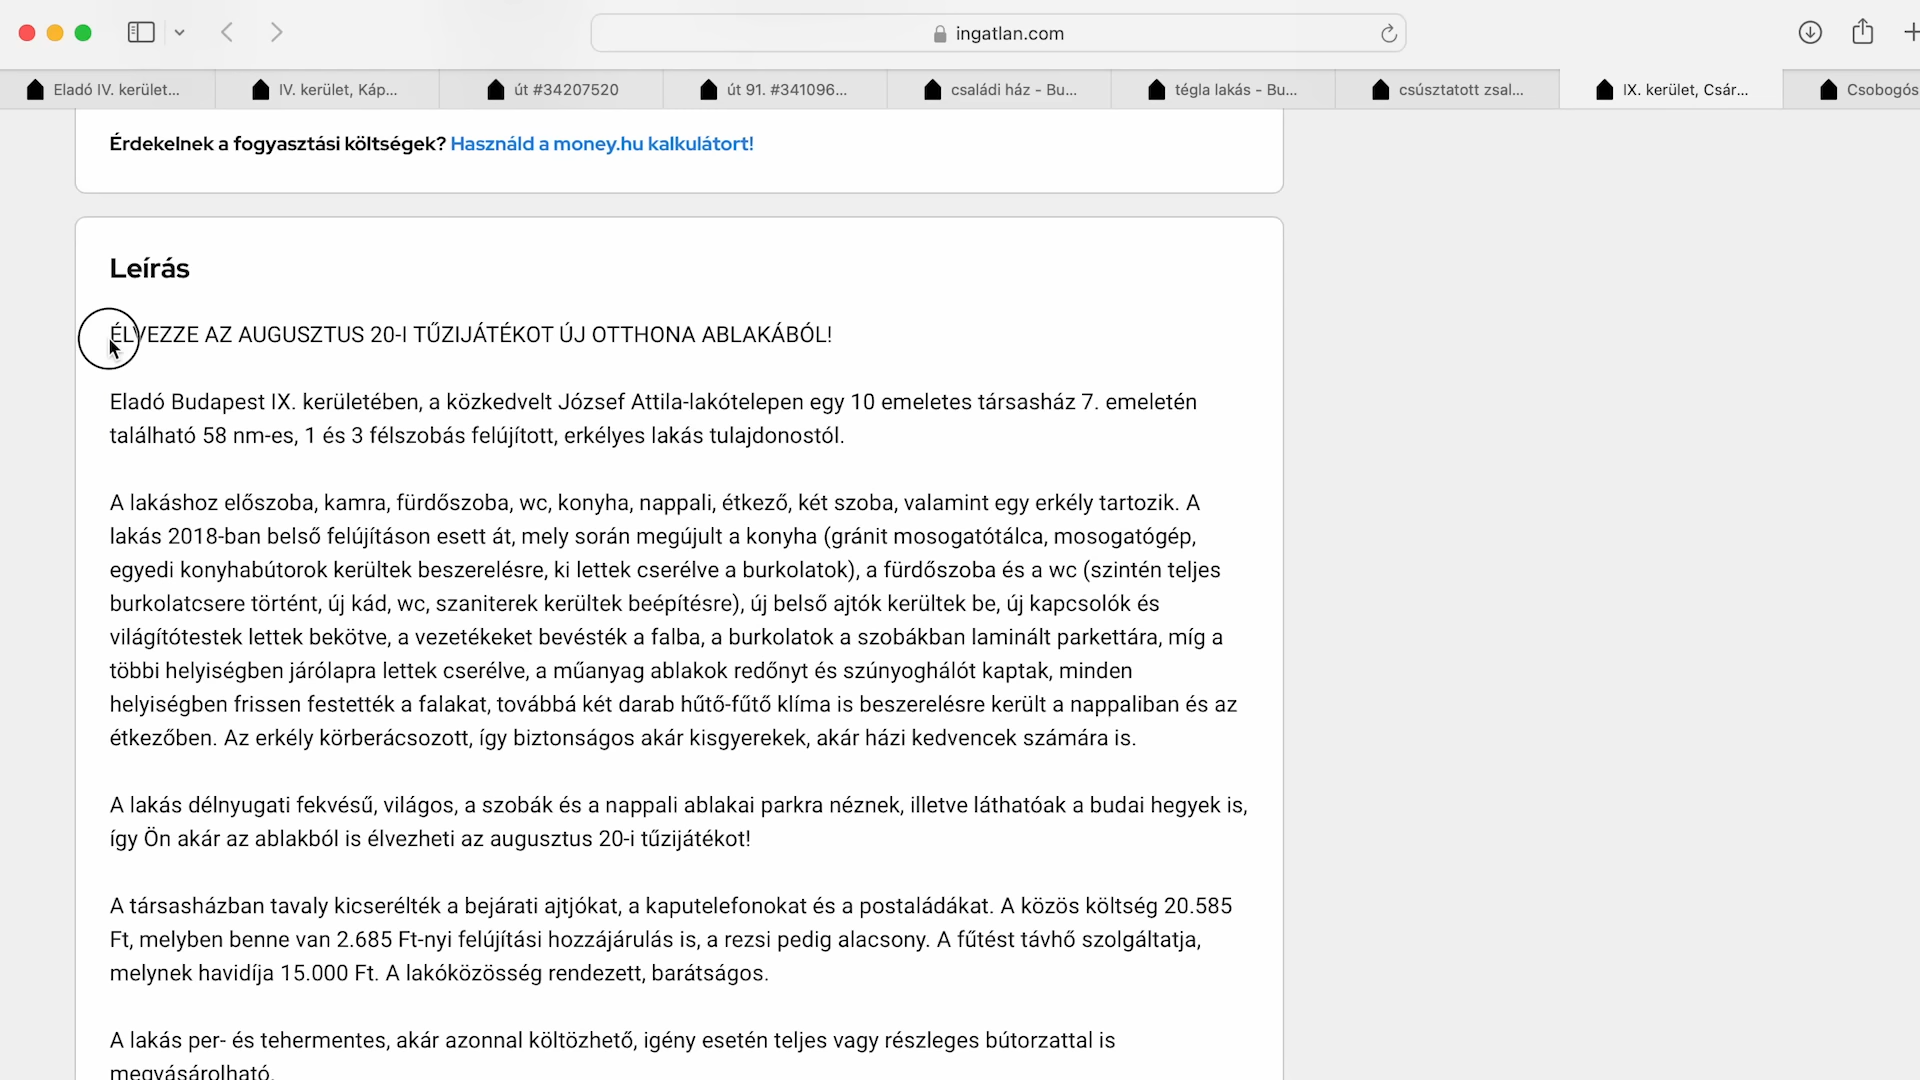 ingatlan.com
Eladó IV. kerület...
IV. kerület, Káp...
út #34207520
út 91. #341096...
családi ház - Bu...
tégla lakás - Bu...
csúsztatott zsal...
IX. kerület, Csár...
Csobogós
Érdekelnek a fogyasztási költségek? Használd a money.hu kalkulátort!
Leírás
ÉLVEZZE AZ AUGUSZTUS 20-I TŰZIJÁTÉKOT ÚJ OTTHONA ABLAKÁBÓL!
Eladó Budapest IX. kerületében, a közkedvelt József Attila-lakótelepen egy 10 emeletes társasház 7. emeletén
található 58 nm-es, 1 és 3 félszobás felújított, erkélyes lakás tulajdonostól.
A lakáshoz előszoba, kamra, fürdőszoba, wc, konyha, nappali, étkező, két szoba, valamint egy erkély tartozik. A
lakás 2018-ban belső felújításon esett át, mely során megújult a konyha (gránit mosogatótálca, mosogatógép,
egyedi konyhabútorok kerültek beszerelésre, ki lettek cserélve a burkolatok), a fürdőszoba és a wc (szintén teljes
burkolatcsere történt, új kád, wc, szaniterek kerültek beépítésre), új belső ajtók kerültek be, új kapcsolók és
világítótestek lettek bekötve, a vezetékeket bevésték a falba, a burkolatok a szobákban laminált parkettára, míg a
többi helyiségben járólapra lettek cserélve, a műanyag ablakok redőnyt és szúnyoghálót kaptak, minden
helyiségben frissen festették a falakat, továbbá két darab hűtő-fűtő klíma is beszerelésre került a nappaliban és az
étkezőben. Az erkély körberácsozott, így biztonságos akár kisgyerekek, akár házi kedvencek számára is.
A lakás délnyugati fekvésű, világos, a szobák és a nappali ablakai parkra néznek, illetve láthatóak a budai hegyek is,
így Ön akár az ablakból is élvezheti az augusztus 20-i tűzijátékot!
A társasházban tavaly kicserélték a bejárati ajtjókat, a kaputelefonokat és a postaládákat. A közös költség 20.585
Ft, melyben benne van 2.685 Ft-nyi felújítási hozzájárulás is, a rezsi pedig alacsony. A fűtést távhő szolgáltatja,
melynek havidíja 15.000 Ft. A lakóközösség rendezett, barátságos.
A lakás per- és tehermentes, akár azonnal költözhető, igény esetén teljes vagy részleges bútorzattal is
megvásárolható.